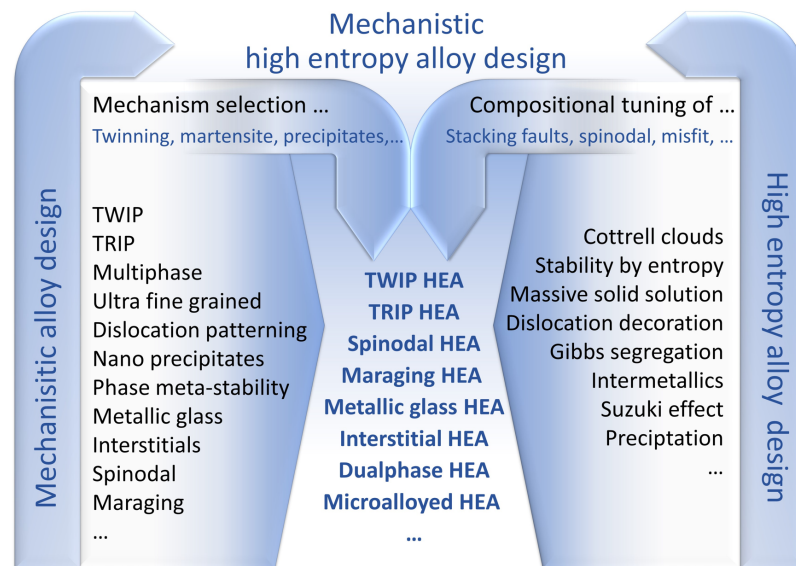 Mechanistic
high entropy alloy design
Mechanism selection ...
Twinning, martensite, precipitates,...
Compositional tuning of ...
Stacking faults, spinodal, misfit, ...
Mechanisitic alloy design
TWIP
TRIP
Multiphase
Ultra fine grained
Dislocation patterning
Nano precipitates
Phase meta-stability
Metallic glass
Interstitials
Spinodal
Maraging
...
TWIP HEA
TRIP HEA
Spinodal HEA
Maraging HEA
Metallic glass HEA
Interstitial HEA
Dualphase HEA
Microalloyed HEA
...
Cottrell clouds
Stability by entropy
Massive solid solution
Dislocation decoration
Gibbs segregation
Intermetallics
Suzuki effect
Preciptation
...
High entropy alloy design